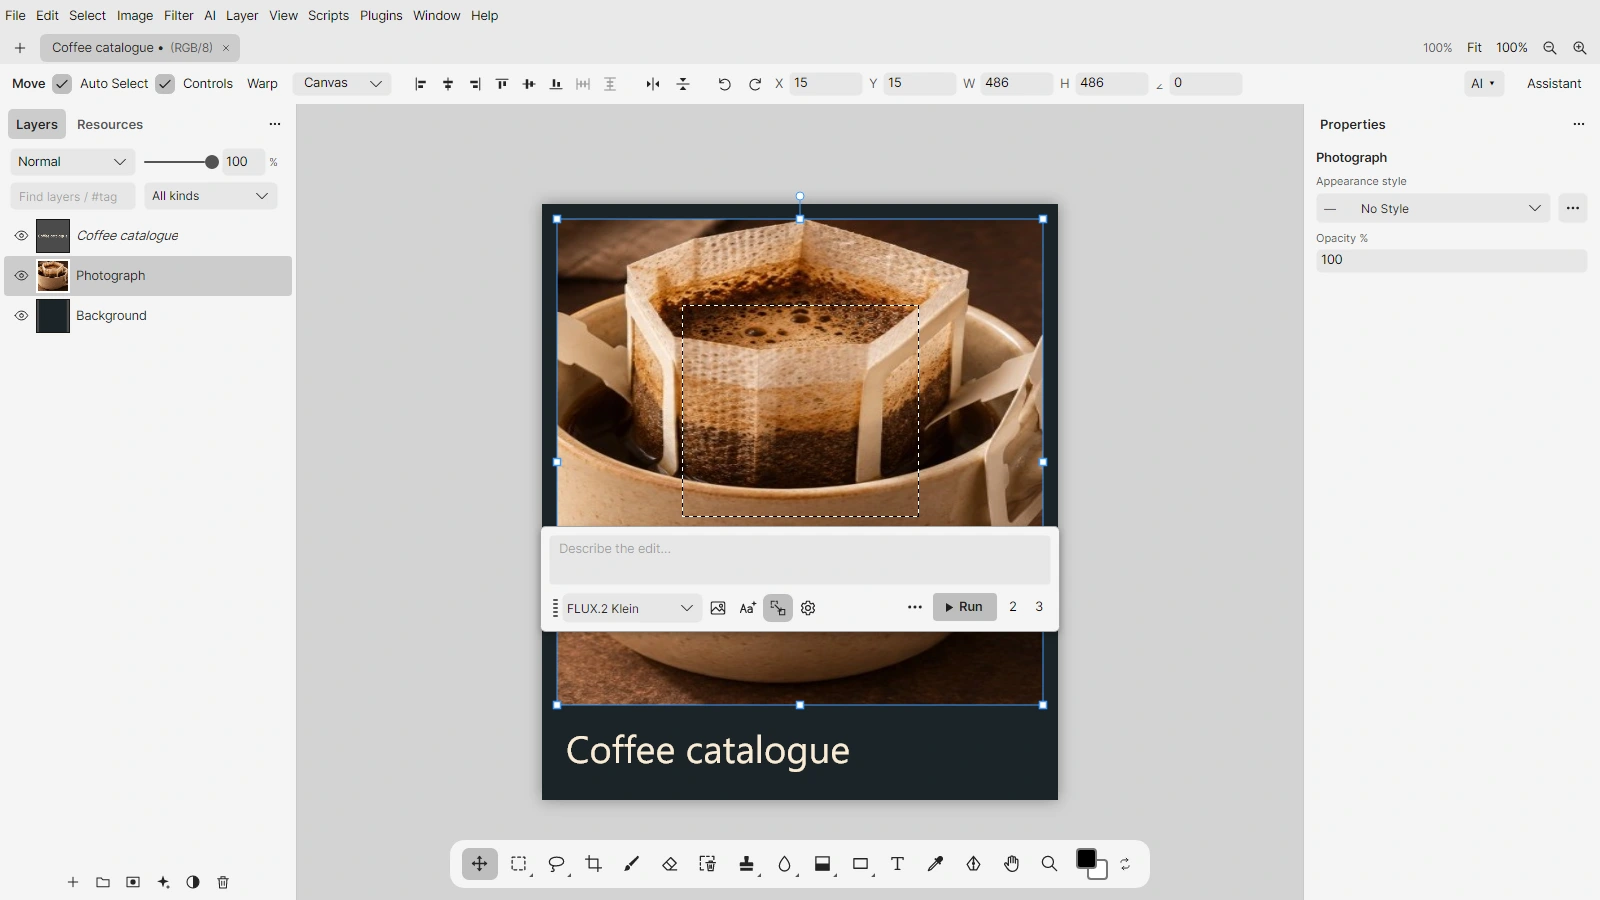 File Edit Select Image Filter AI Layer View Scripts Plugins Window Help
Coffee catalogue • (RGB/8) ×
100% Fit 100%
Move Auto Select Controls Warp Canvas X 15 Y 15 W 486 H 486 0 AI Assistant
Layers Resources
Normal 100 %
Find layers / #tag All kinds
Coffee catalogue
Photograph
Background
Describe the edit...
FLUX.2 Klein Aa Run 2 3
Coffee catalogue
T
Properties
Photograph
Appearance style
— No Style
Opacity %
100